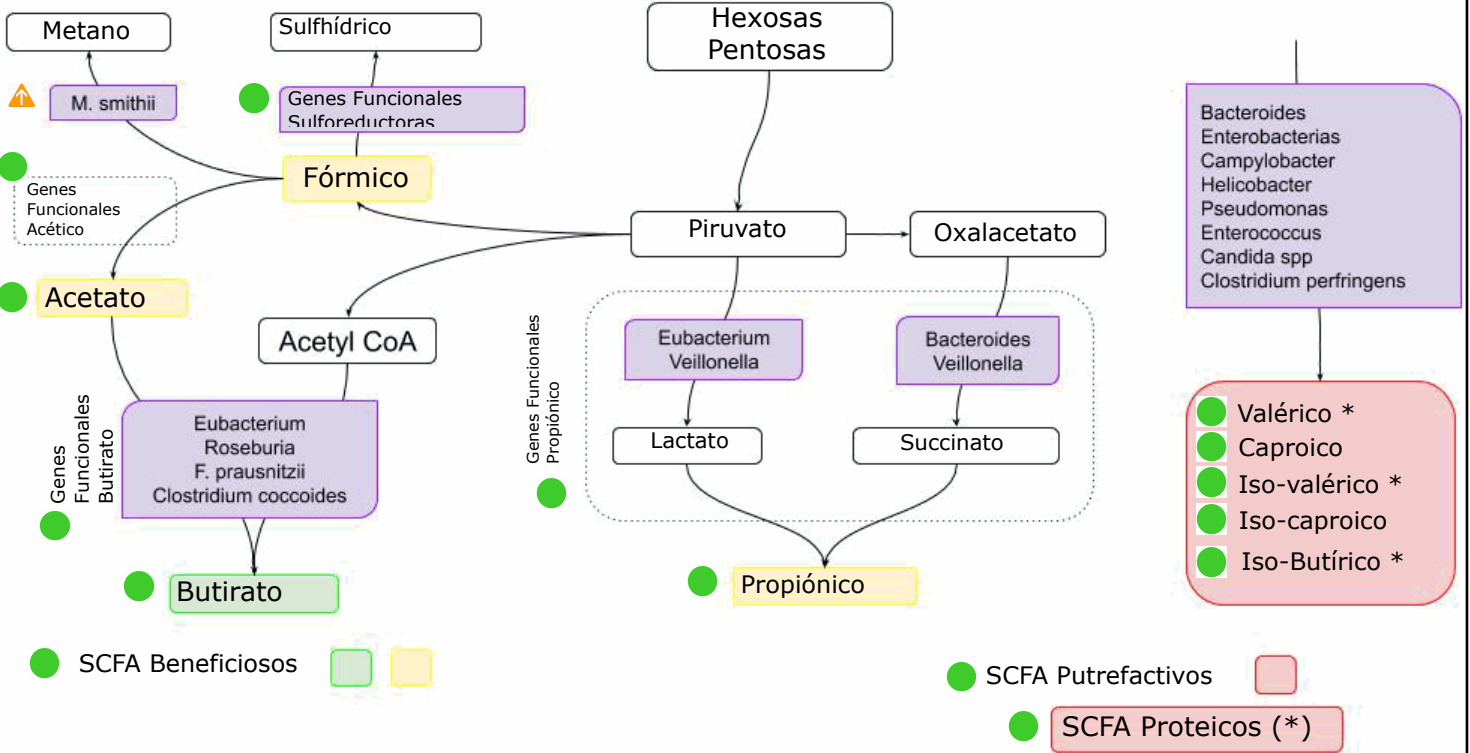 Metano
Sulfhídrico
Hexosas
Pentosas
M. smithii
Genes Funcionales
Sulforeductoras
Fórmico
Genes
Funcionales
Acético
Piruvato
Oxalacetato
Acetato
Acetyl CoA
Genes Funcionales
Propiónico
Eubacterium
Veillonella
Bacteroides
Veillonella
Genes
Funcionales
Butirato
Eubacterium
Roseburia
F. prausnitzii
Clostridium coccoides
Lactato
Succinato
Butirato
Propiónico
Bacteroides
Enterobacterias
Campylobacter
Helicobacter
Pseudomonas
Enterococcus
Candida spp
Clostridium perfringens
Valérico *
Caproico
Iso-valérico *
Iso-caproico
Iso-Butírico *
SCFA Beneficiosos
SCFA Putrefactivos
SCFA Proteicos (*)